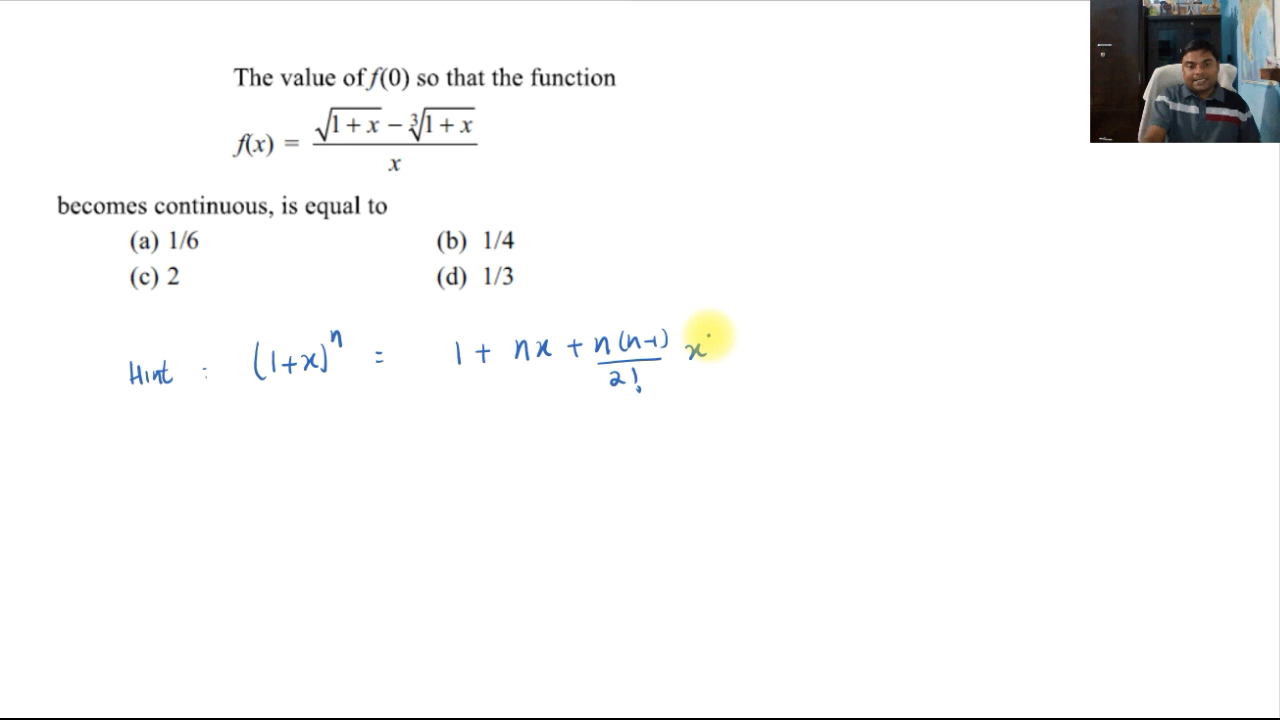 The value of f(0) so that the function
f(x) = (√(1 + x) − ∛(1 + x)) / x
becomes continuous, is equal to
(a) 1/6 (b) 1/4
(c) 2 (d) 1/3
Hint : (1+x)^n = 1 + nx + n(n-1)/2! x